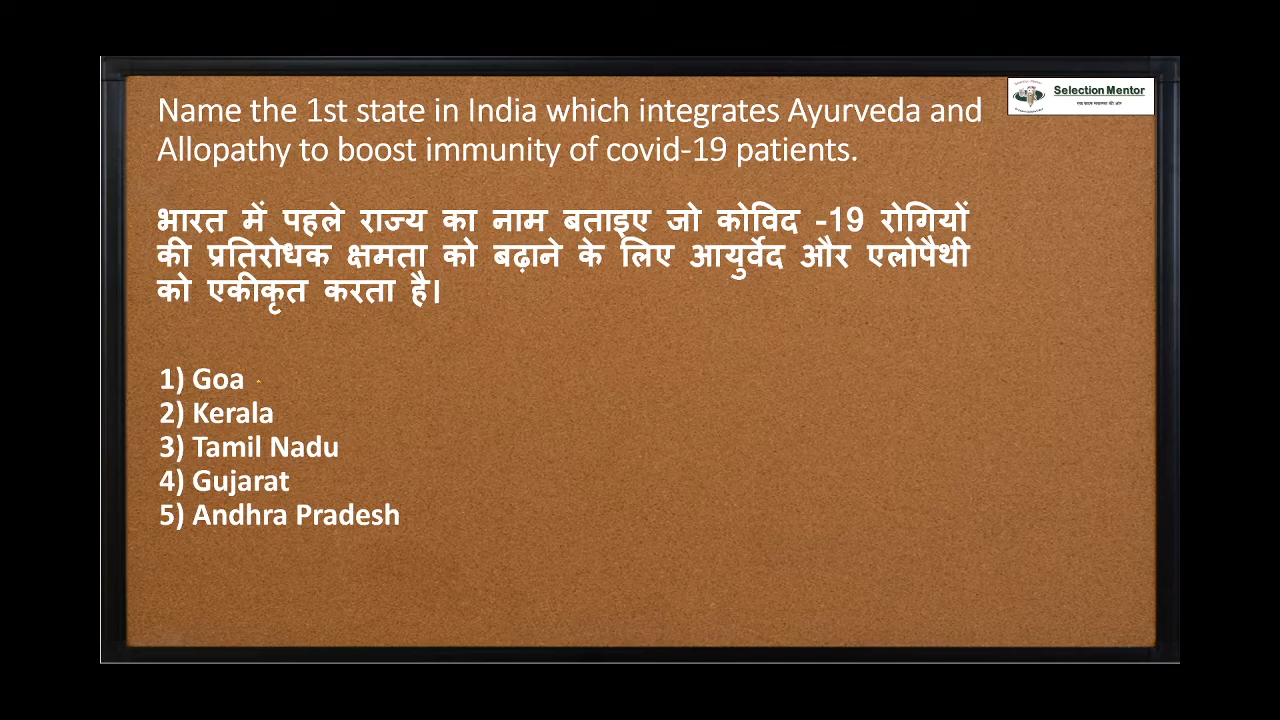 Name the 1st state in India which integrates Ayurveda and
Allopathy to boost immunity of covid-19 patients.
भारत में पहले राज्य का नाम बताइए जो कोविद -19 रोगियों
की प्रतिरोधक क्षमता को बढ़ाने के लिए आयुर्वेद और एलोपैथी
को एकीकृत करता है।
1) Goa
2) Kerala
3) Tamil Nadu
4) Gujarat
5) Andhra Pradesh
Selection Mentor